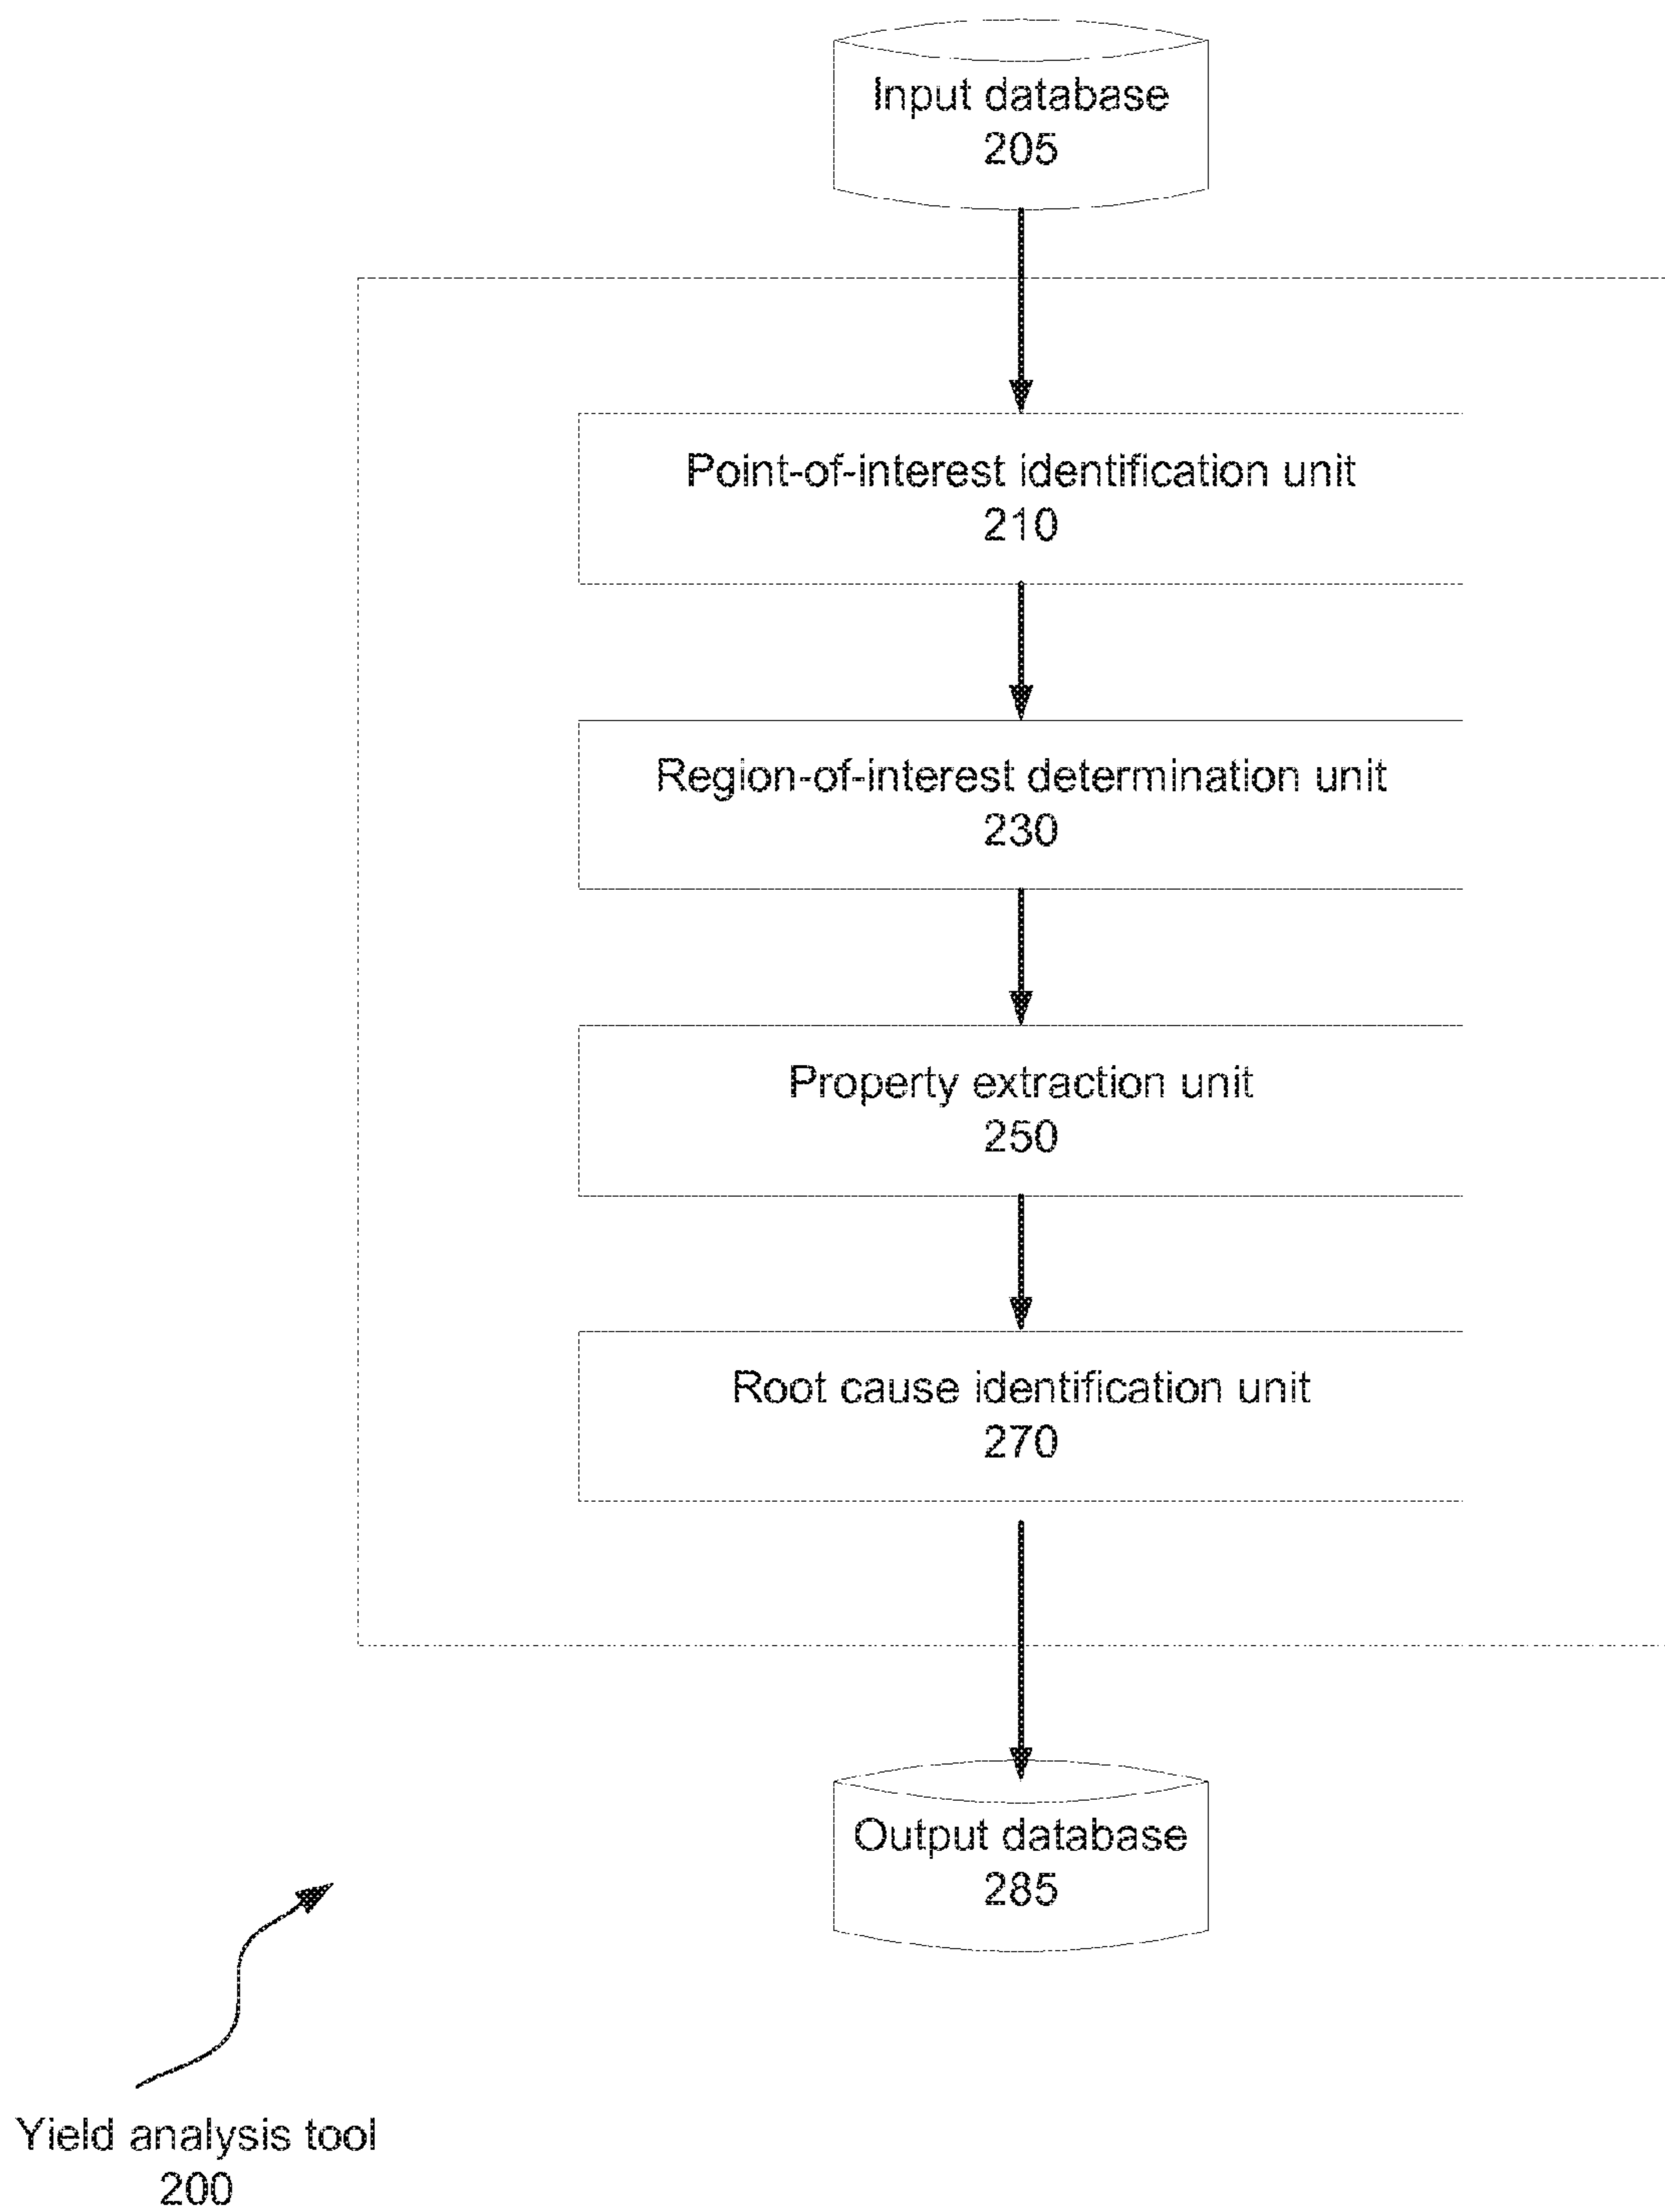 Input database
205
Point-of-interest identification unit
210
Region-of-interest determination unit
230
Property extraction unit
250
Root cause identification unit
270
Output database
285
Yield analysis tool
200